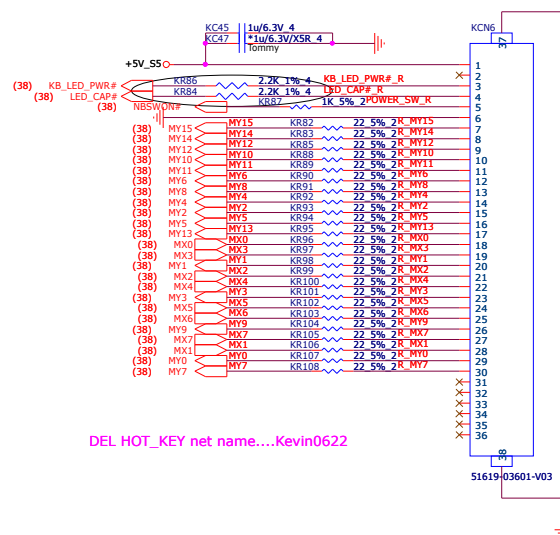 KC45 1u/6.3V_4
KC47 *1u/6.3V/X5R_4
Tommy
KCN6
37
+5V_S5
1
2
(38) KB_LED_PWR# KR86 2.2K_1%_4 KB_LED_PWR#_R 3
(38) LED_CAP# KR84 2.2K_1%_4 LED_CAP#_R 4
(38) NBSWON# KR87 1K_5%_2 POWER_SW_R 5
6
(38) MY15 MY15 KR82 22_5%_2 R_MY15 7
(38) MY14 MY14 KR83 22_5%_2 R_MY14 8
(38) MY12 MY12 KR85 22_5%_2 R_MY12 9
(38) MY10 MY10 KR88 22_5%_2 R_MY10 10
(38) MY11 MY11 KR89 22_5%_2 R_MY11 11
(38) MY6 MY6 KR90 22_5%_2 R_MY6 12
(38) MY8 MY8 KR91 22_5%_2 R_MY8 13
(38) MY4 MY4 KR92 22_5%_2 R_MY4 14
(38) MY2 MY2 KR93 22_5%_2 R_MY2 15
(38) MY5 MY5 KR94 22_5%_2 R_MY5 16
(38) MY13 MY13 KR95 22_5%_2 R_MY13 17
(38) MX0 MX0 KR96 22_5%_2 R_MX0 18
(38) MX3 MX3 KR97 22_5%_2 R_MX3 19
(38) MY1 MY1 KR98 22_5%_2 R_MY1 20
(38) MX2 MX2 KR99 22_5%_2 R_MX2 21
(38) MX4 MX4 KR100 22_5%_2 R_MX4 22
(38) MY3 MY3 KR101 22_5%_2 R_MY3 23
(38) MX5 MX5 KR102 22_5%_2 R_MX5 24
(38) MX6 MX6 KR103 22_5%_2 R_MX6 25
(38) MY9 MY9 KR104 22_5%_2 R_MY9 26
(38) MX7 MX7 KR105 22_5%_2 R_MX7 27
(38) MX1 MX1 KR106 22_5%_2 R_MX1 28
(38) MY0 MY0 KR107 22_5%_2 R_MY0 29
(38) MY7 MY7 KR108 22_5%_2 R_MY7 30
31
32
33
34
35
36
DEL HOT_KEY net name....Kevin0622
38
51619-03601-V03